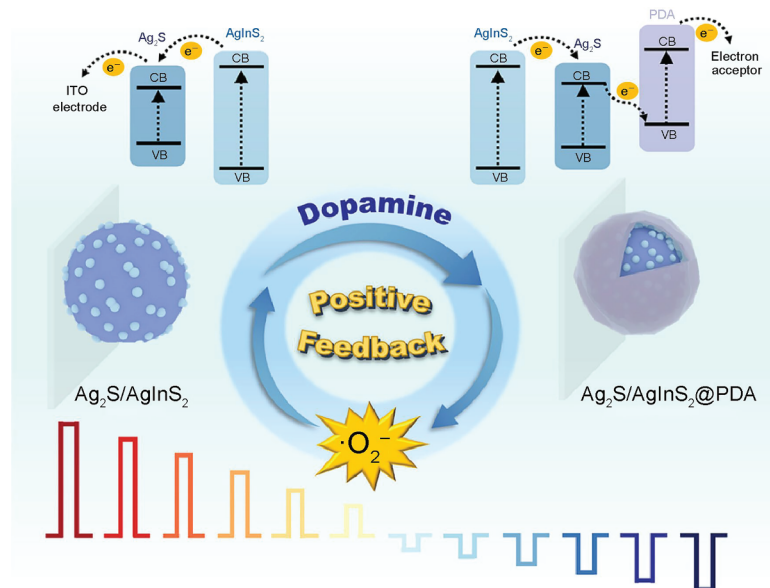 Ag₂S
AgInS₂
e⁻
e⁻
CB
CB
ITO
electrode
VB
VB
AgInS₂
Ag₂S
PDA
e⁻
e⁻
e⁻
CB
CB
CB
Electron
acceptor
VB
VB
VB
Dopamine
Positive
Feedback
Ag₂S/AgInS₂
Ag₂S/AgInS₂@PDA
·O₂⁻